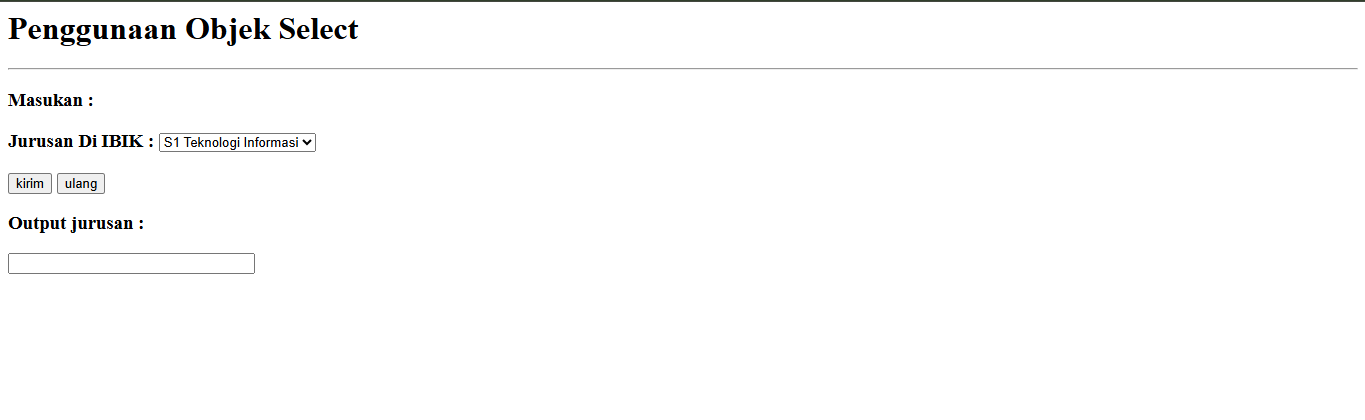 Penggunaan Objek Select
Masukan :
Jurusan Di IBIK : S1 Teknologi Informasi
kirim ulang
Output jurusan :